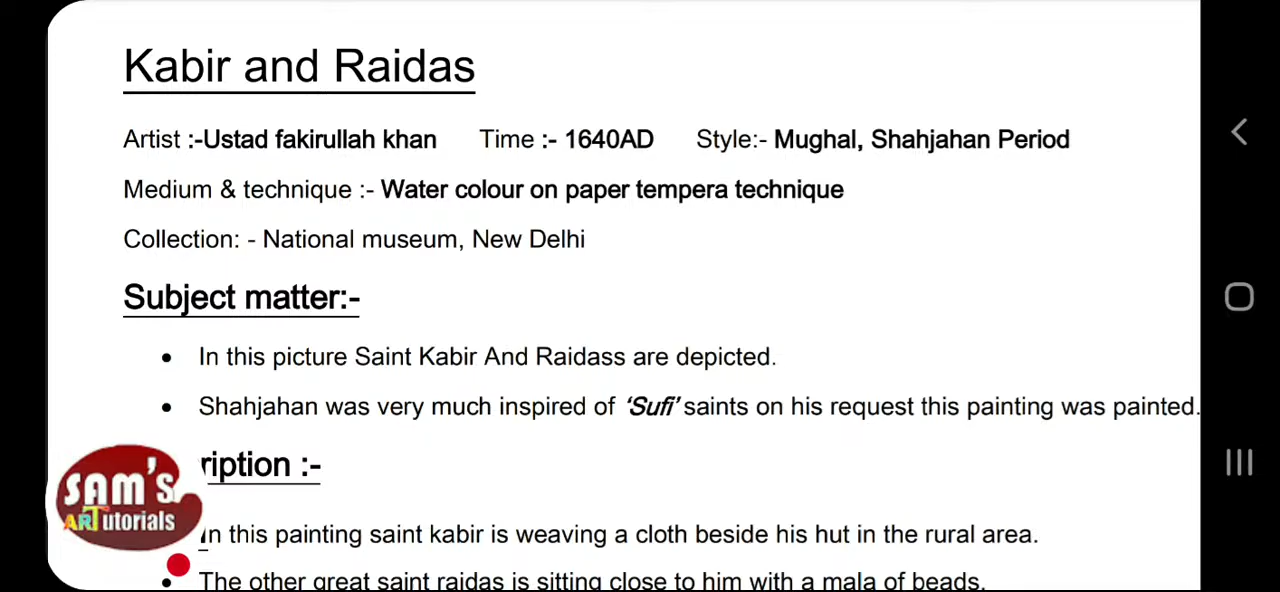 Kabir and Raidas
Artist :-Ustad fakirullah khan Time :- 1640AD Style:- Mughal, Shahjahan Period
Medium & technique :- Water colour on paper tempera technique
Collection: - National museum, New Delhi
Subject matter:-
• In this picture Saint Kabir And Raidass are depicted.
• Shahjahan was very much inspired of ‘Sufi’ saints on his request this painting was painted.
ription :-
SAM'S
ARTutorials
In this painting saint kabir is weaving a cloth beside his hut in the rural area.
• The other great saint raidas is sitting close to him with a mala of beads.